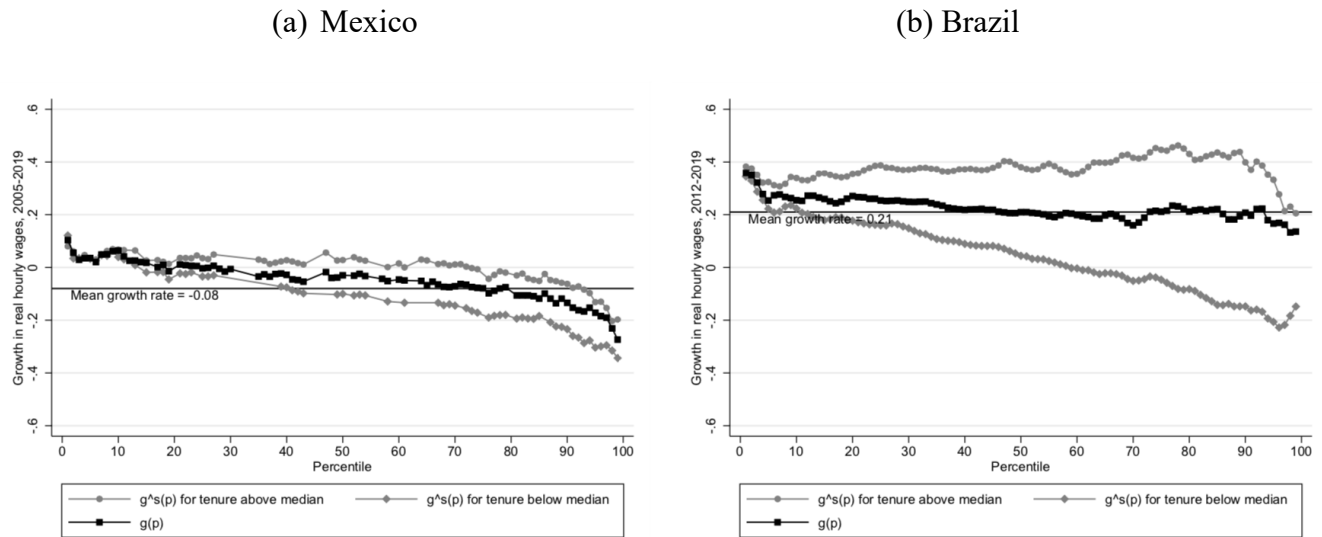 (a) Mexico
(b) Brazil
Growth in real hourly wages, 2005-2019
.6
.4
.2
0
-.2
-.4
-.6
Mean growth rate = -0.08
0 10 20 30 40 50 60 70 80 90 100
Percentile
g^s(p) for tenure above median
g^s(p) for tenure below median
g(p)
Growth in real hourly wages, 2012-2019
.6
.4
.2
0
-.2
-.4
-.6
Mean growth rate = 0.21
0 10 20 30 40 50 60 70 80 90 100
Percentile
g^s(p) for tenure above median
g^s(p) for tenure below median
g(p)